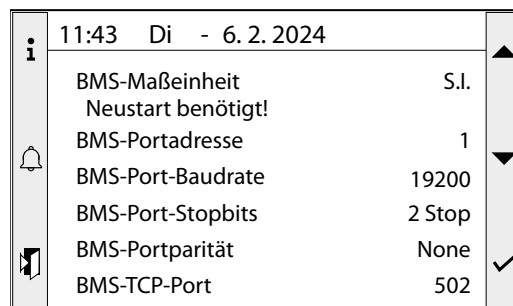 11:43 Di - 6. 2. 2024
BMS-Maßeinheit S.I.
Neustart benötigt!
BMS-Portadresse 1
BMS-Port-Baudrate 19200
BMS-Port-Stopbits 2 Stop
BMS-Portparität None
BMS-TCP-Port 502